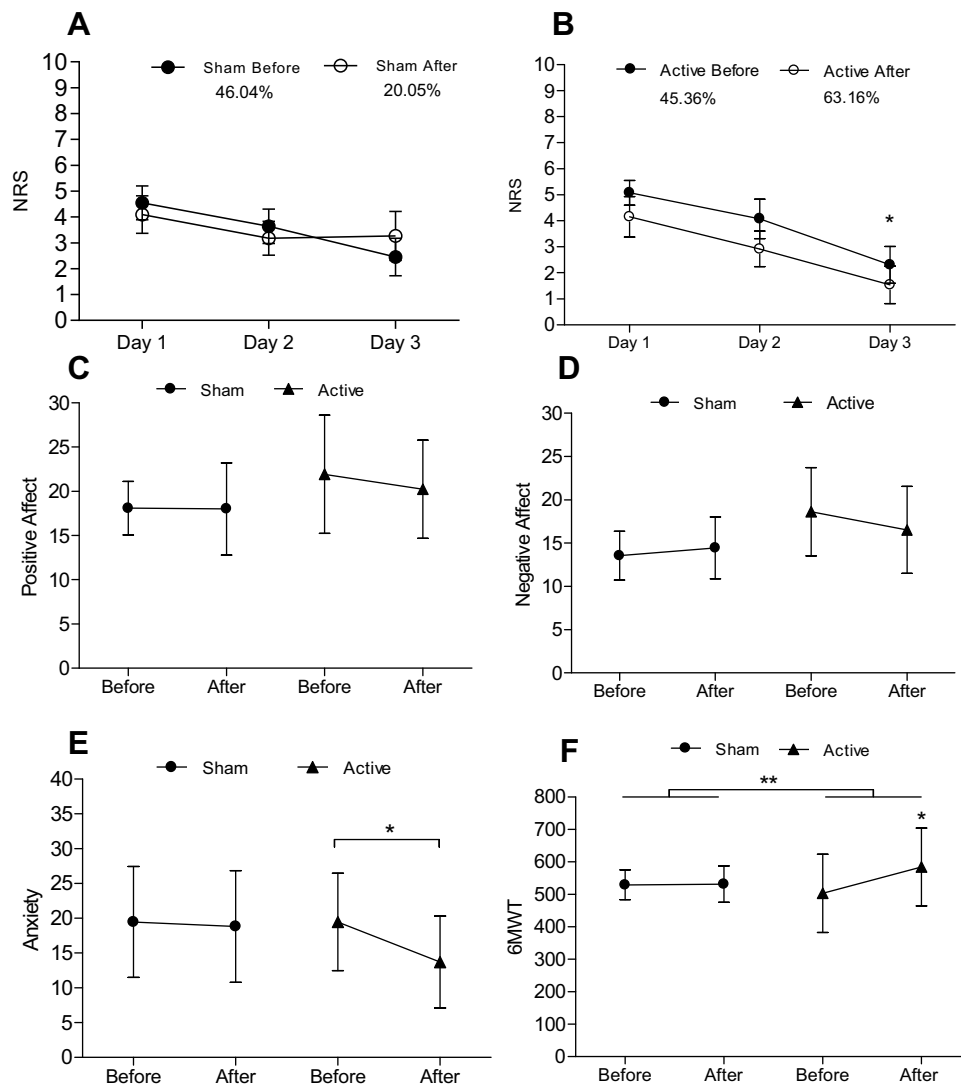 A
Sham Before
Sham After
46.04%
20.05%
10
9
8
7
6
5
4
3
2
1
0
NRS
Day 1
Day 2
Day 3
B
Active Before
Active After
45.36%
63.16%
10
9
8
7
6
5
4
3
2
1
0
NRS
*
Day 1
Day 2
Day 3
C
Sham
Active
30
25
20
15
10
5
0
Positive Affect
Before
After
Before
After
D
Sham
Active
30
25
20
15
10
5
0
Negative Affect
Before
After
Before
After
E
Sham
Active
40
35
30
25
20
15
10
5
0
Anxiety
*
Before
After
Before
After
F
Sham
Active
**
*
800
700
600
500
400
300
200
100
0
6MWT
Before
After
Before
After